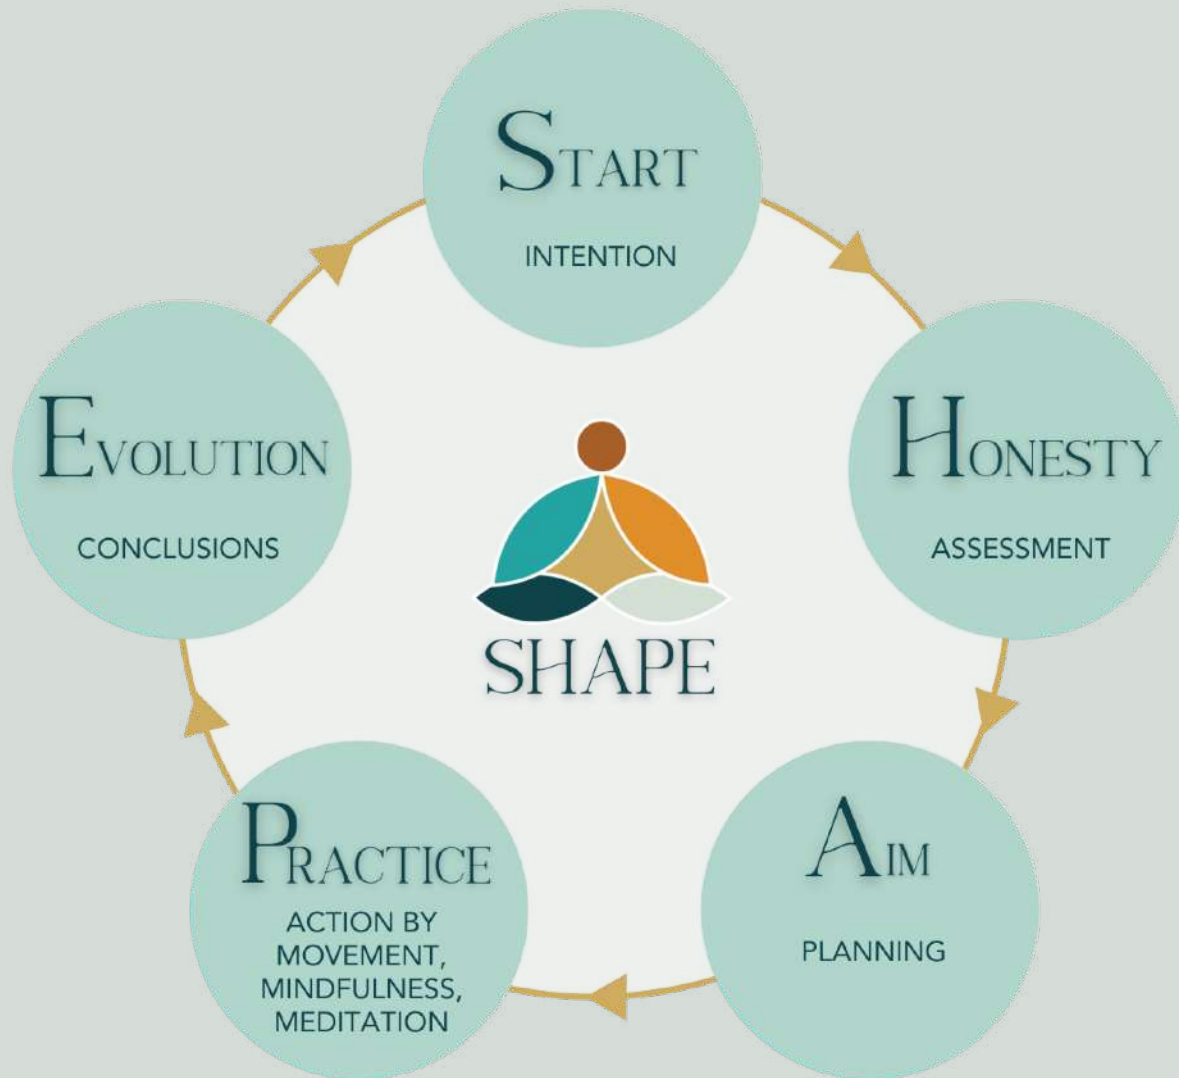 START
INTENTION
HONESTY
ASSESSMENT
AIM
PLANNING
PRACTICE
ACTION BY
MOVEMENT,
MINDFULNESS,
MEDITATION
EVOLUTION
CONCLUSIONS
SHAPE